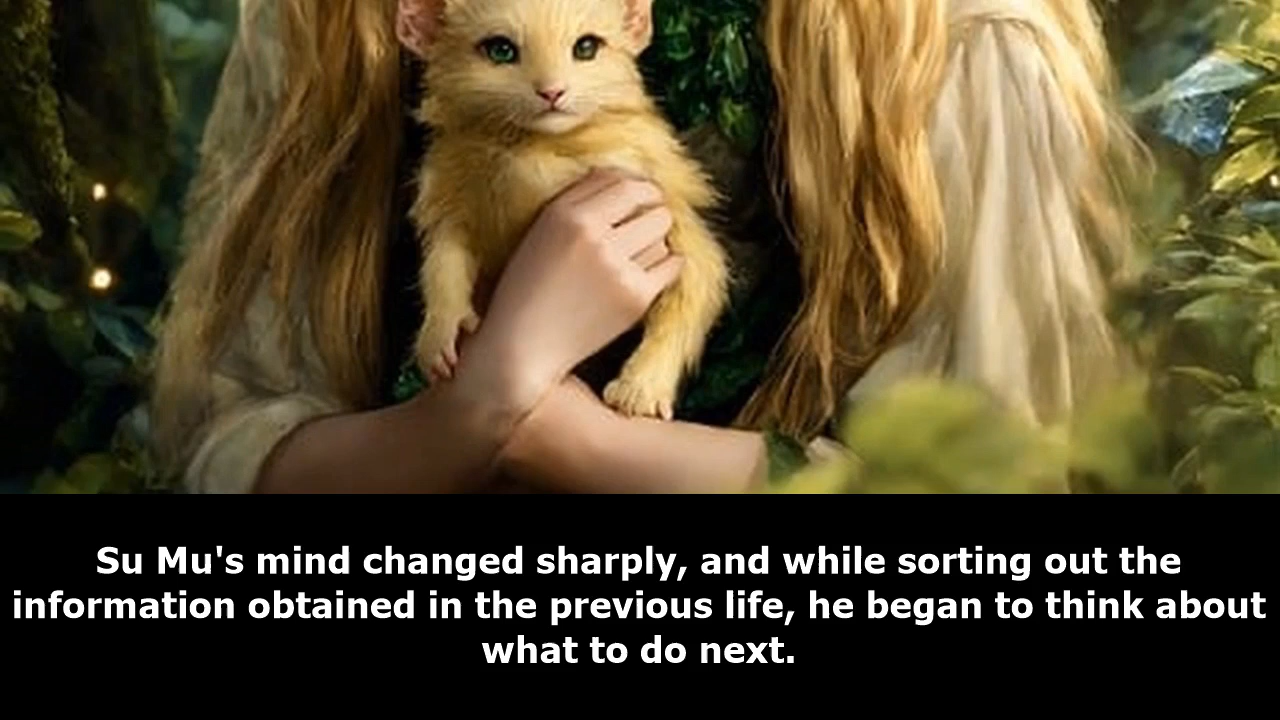 Su Mu's mind changed sharply, and while sorting out the
information obtained in the previous life, he began to think about
what to do next.